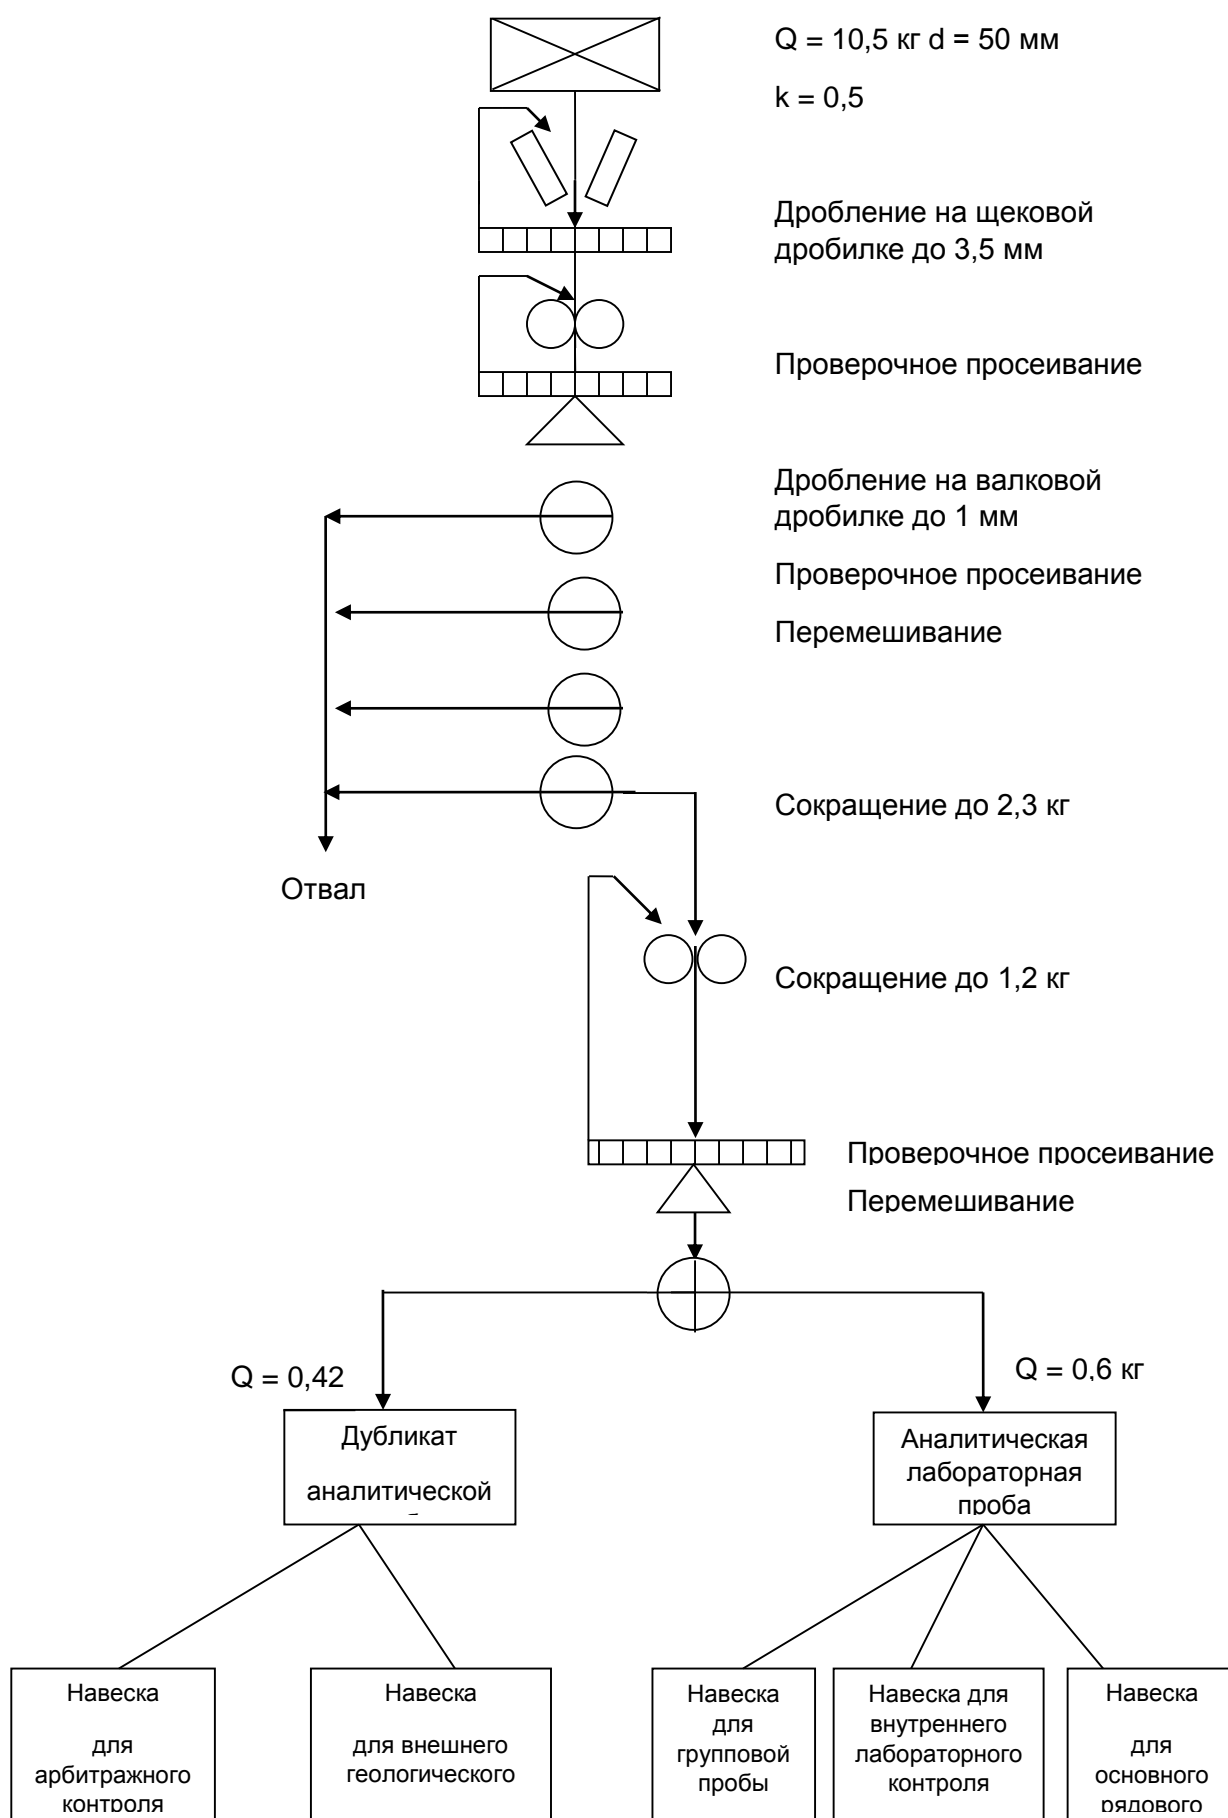 Q = 10,5 кг d = 50 мм
k = 0,5
Дробление на щековой
дробилке до 3,5 мм
Проверочное просеивание
Дробление на валковой
дробилке до 1 мм
Проверочное просеивание
Перемешивание
Сокращение до 2,3 кг
Отвал
Сокращение до 1,2 кг
Проверочное просеивание
Перемешивание
Q = 0,42
Q = 0,6 кг
Дубликат
аналитической
Аналитическая
лабораторная
проба
Навеска
для
арбитражного
контроля
Навеска
для внешнего
геологического
Навеска
для
групповой
пробы
Навеска для
внутреннего
лабораторного
контроля
Навеска
для
основного
рядового